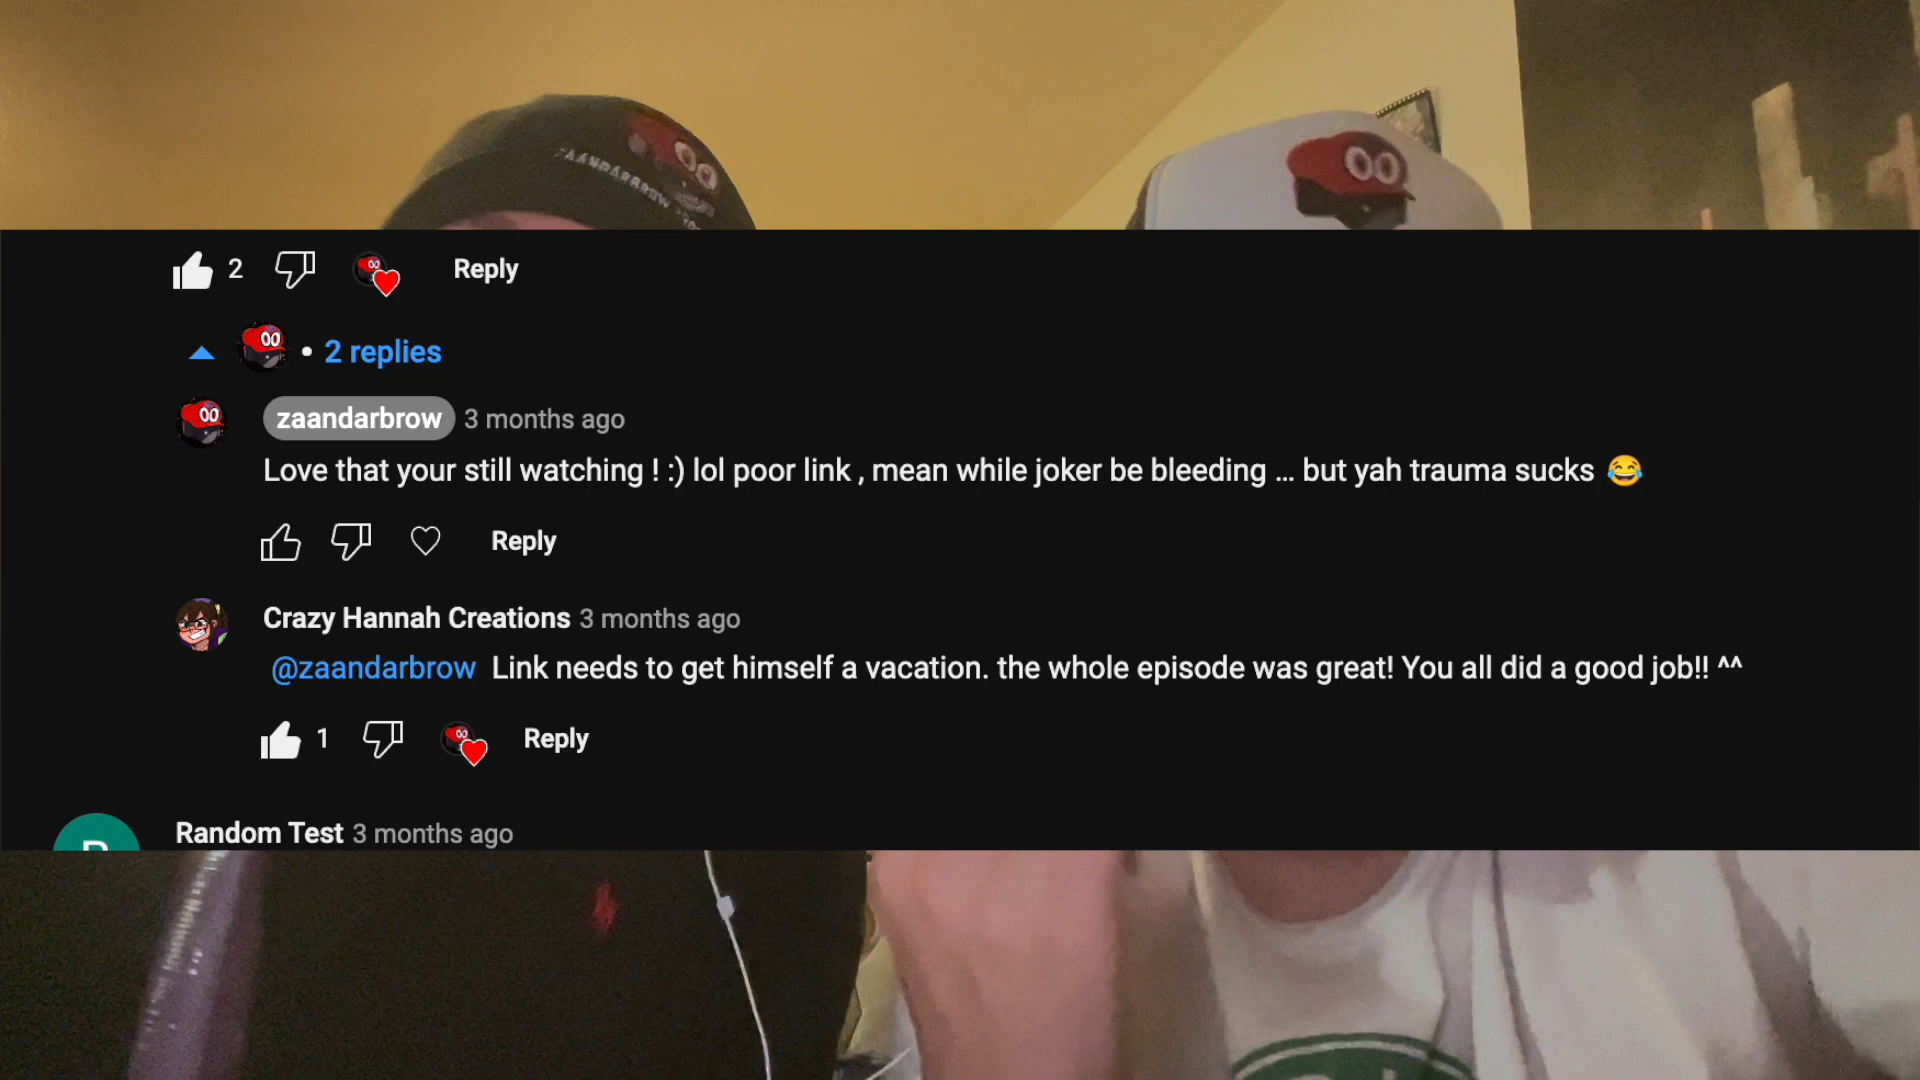 ZAANDARBROW
2
Reply
2 replies
zaandarbrow 3 months ago
Love that your still watching ! :) lol poor link , mean while joker be bleeding ... but yah trauma sucks 😂
Reply
Crazy Hannah Creations 3 months ago
@zaandarbrow Link needs to get himself a vacation. the whole episode was great! You all did a good job!! ^^
1
Reply
Random Test 3 months ago